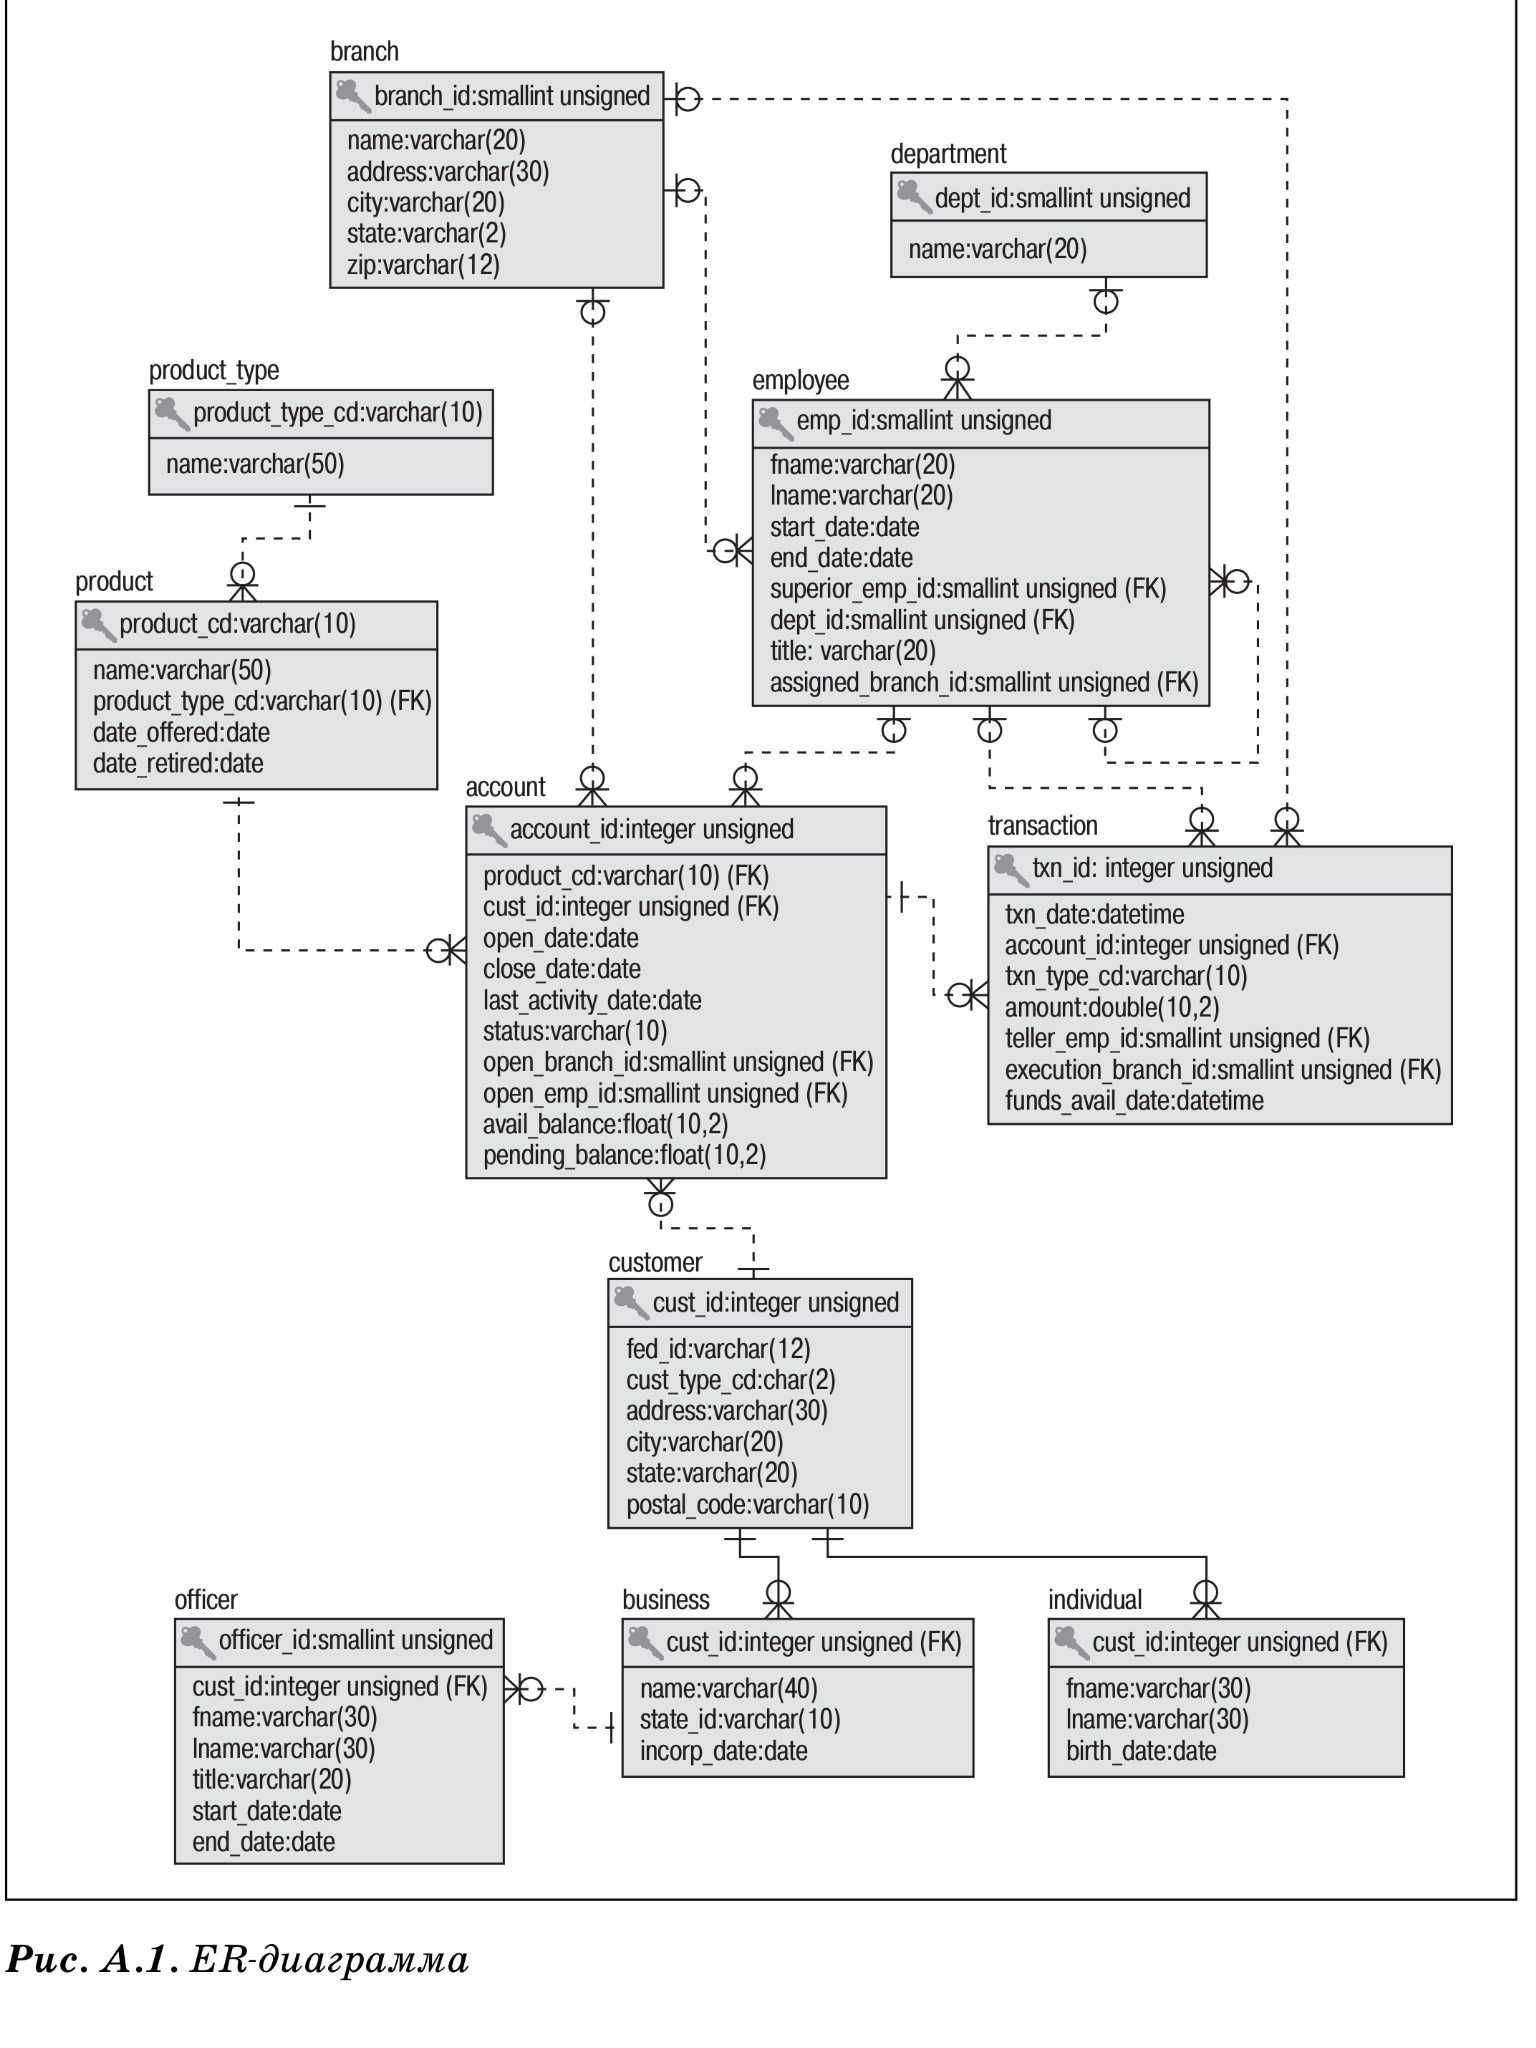 branch
branch_id:smallint unsigned
name:varchar(20)
address:varchar(30)
city:varchar(20)
state:varchar(2)
zip:varchar(12)
department
dept_id:smallint unsigned
name:varchar(20)
product_type
product_type_cd:varchar(10)
name:varchar(50)
employee
emp_id:smallint unsigned
fname:varchar(20)
lname:varchar(20)
start_date:date
end_date:date
superior_emp_id:smallint unsigned (FK)
dept_id:smallint unsigned (FK)
title: varchar(20)
assigned_branch_id:smallint unsigned (FK)
product
product_cd:varchar(10)
name:varchar(50)
product_type_cd:varchar(10) (FK)
date_offered:date
date_retired:date
account
account_id:integer unsigned
product_cd:varchar(10) (FK)
cust_id:integer unsigned (FK)
open_date:date
close_date:date
last_activity_date:date
status:varchar(10)
open_branch_id:smallint unsigned (FK)
open_emp_id:smallint unsigned (FK)
avail_balance:float(10,2)
pending_balance:float(10,2)
transaction
txn_id: integer unsigned
txn_date:datetime
account_id:integer unsigned (FK)
txn_type_cd:varchar(10)
amount:double(10,2)
teller_emp_id:smallint unsigned (FK)
execution_branch_id:smallint unsigned (FK)
funds_avail_date:datetime
customer
cust_id:integer unsigned
fed_id:varchar(12)
cust_type_cd:char(2)
address:varchar(30)
city:varchar(20)
state:varchar(20)
postal_code:varchar(10)
officer
officer_id:smallint unsigned
cust_id:integer unsigned (FK)
fname:varchar(30)
lname:varchar(30)
title:varchar(20)
start_date:date
end_date:date
business
cust_id:integer unsigned (FK)
name:varchar(40)
state_id:varchar(10)
incorp_date:date
individual
cust_id:integer unsigned (FK)
fname:varchar(30)
lname:varchar(30)
birth_date:date
Рис. А.1. ER-диаграмма